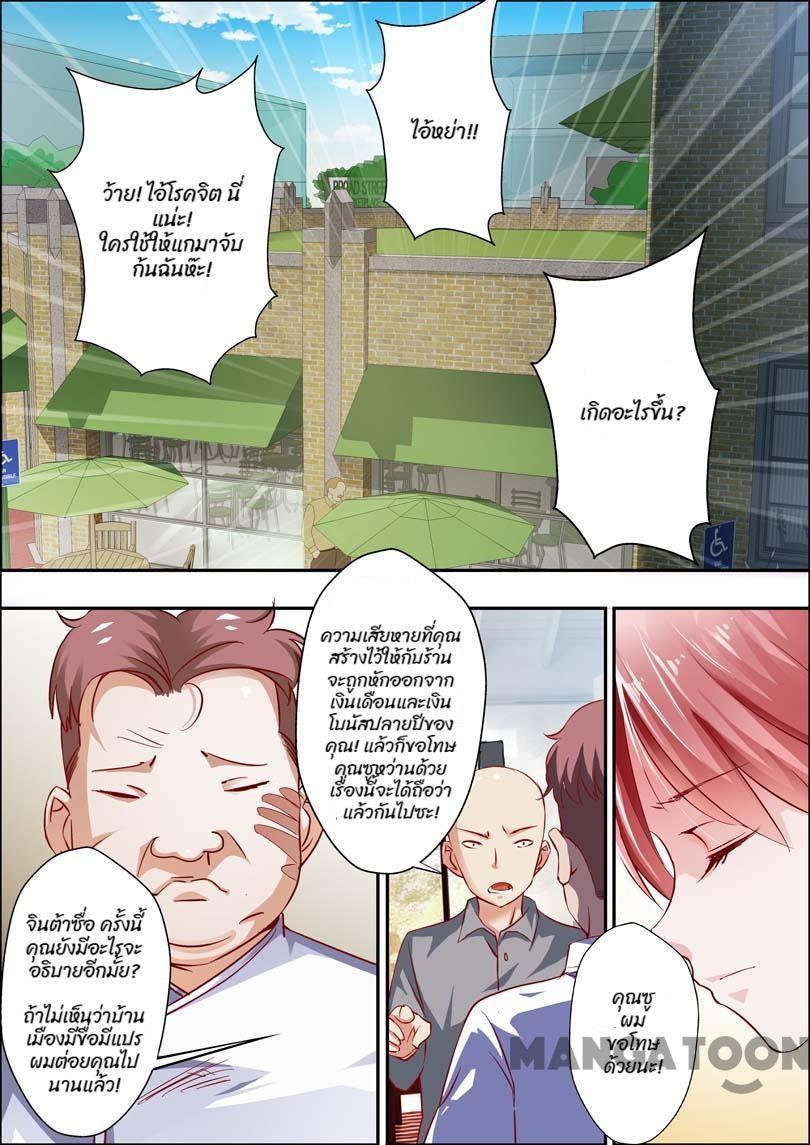 ไอ้หย่า!!
ว้าย! ไอ้โรคจิต นี่
แน่ะ!
ใครใช้ให้แกมาจับ
ก้นฉันห๊ะ!
BROAD STREE
เกิดอะไรขึ้น?
ความเสียหายที่คุณ
สร้างไว้ให้กับร้าน
จะถูกหักออกจาก
เงินเดือนและเงิน
โบนัสปลายปีของ
คุณ! แล้วก็ขอโทษ
คุณซูหว่านด้วย
เรื่องนี้จะได้ถือว่า
แล้วกันไปซะ!
จินต้าซื่อ ครั้งนี้
คุณยังมีอะไรจะ
อธิบายอีกมั้ย?
ถ้าไม่เห็นว่าบ้าน
เมืองมีขื่อมีแปร
ผมต่อยคุณไป
นานแล้ว!
คุณซู
ผม
ขอโทษ
ด้วยนะ!
MANGATOON